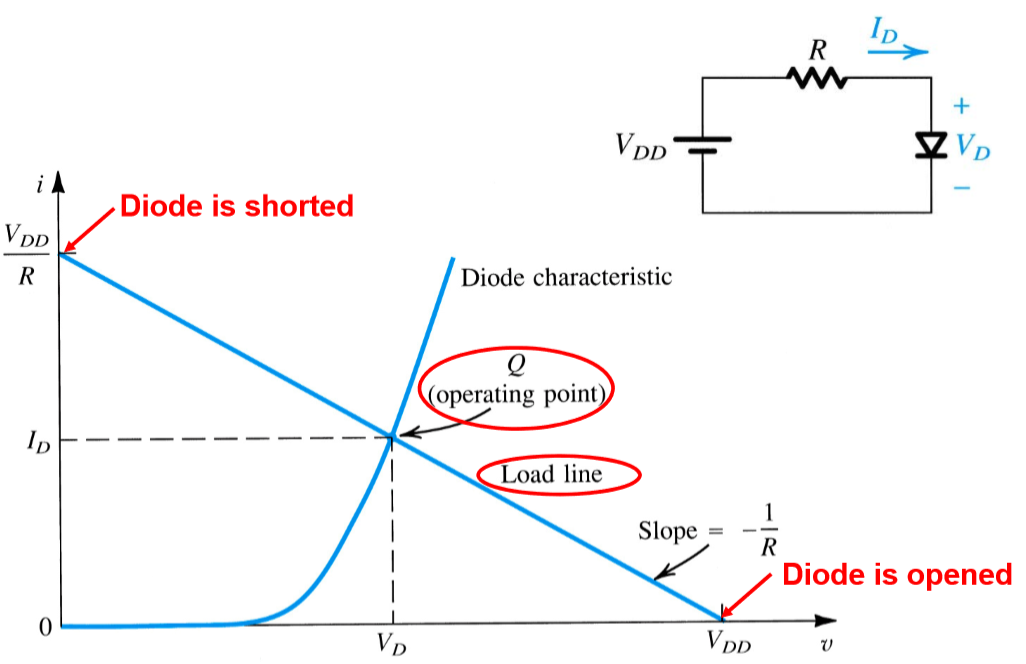 I_D
R
+
V_DD
V_D
−
i
Diode is shorted
V_DD
R
Diode characteristic
Q
(operating point)
I_D
Load line
Slope = − 1/R
Diode is opened
0
V_D
V_DD
v